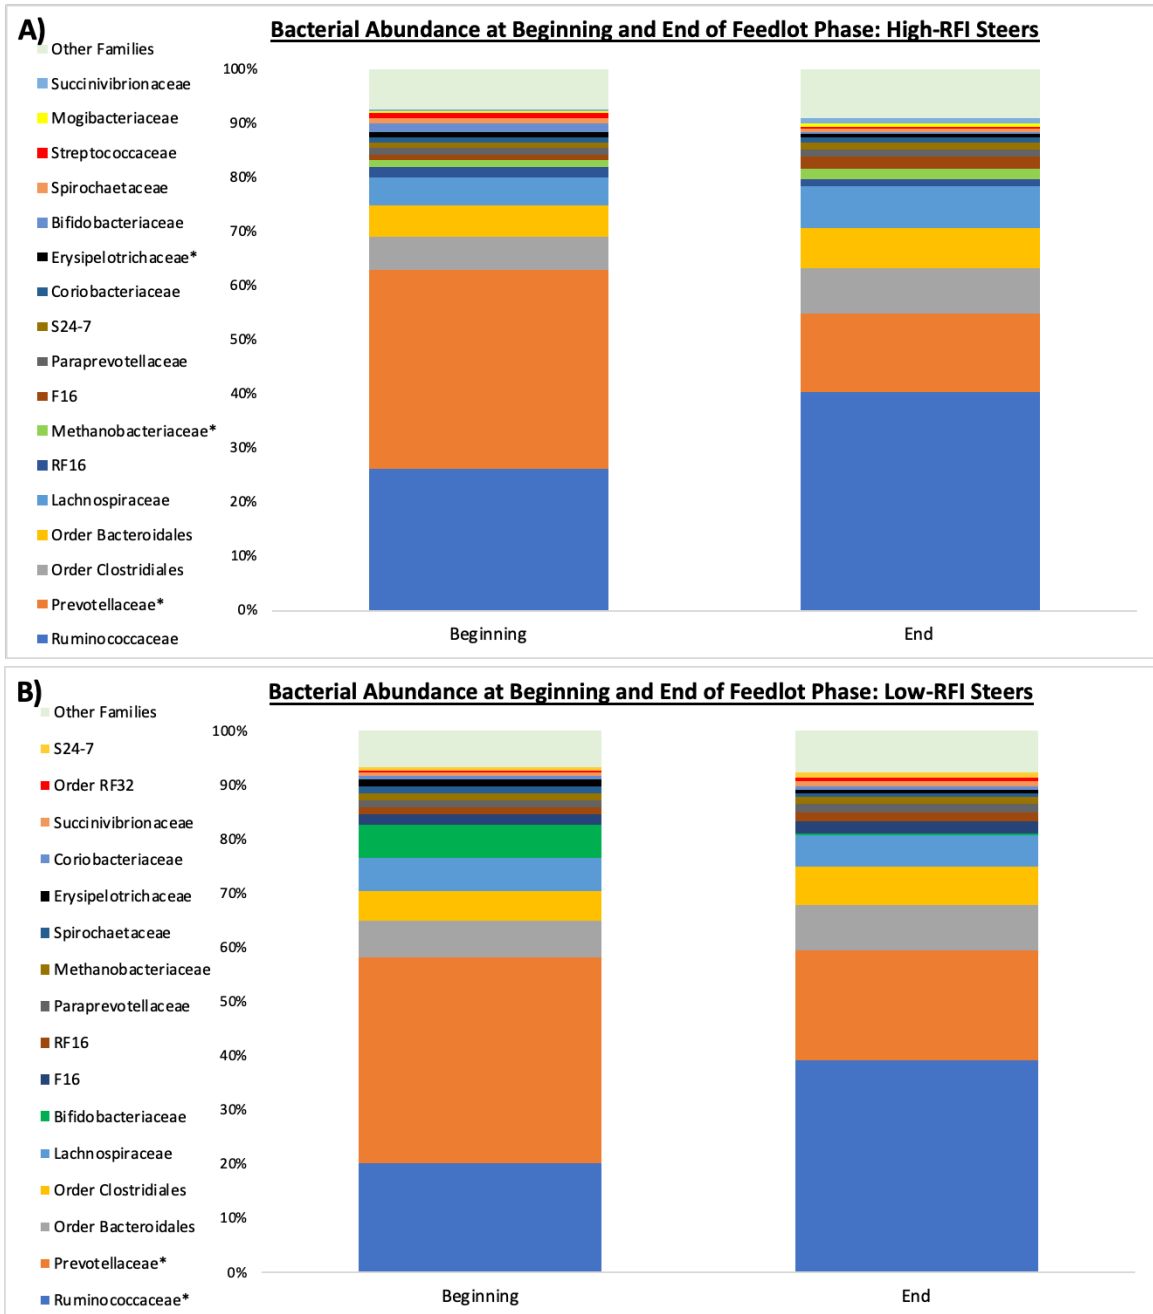 A)
Bacterial Abundance at Beginning and End of Feedlot Phase: High-RFI Steers
Other Families
Succinivibrionaceae
Mogibacteriaceae
Streptococcaceae
Spirochaetaceae
Bifidobacteriaceae
Erysipelotrichaceae*
Coriobacteriaceae
S24-7
Paraprevotellaceae
F16
Methanobacteriaceae*
RF16
Lachnospiraceae
Order Bacteroidales
Order Clostridiales
Prevotellaceae*
Ruminococcaceae
100%
90%
80%
70%
60%
50%
40%
30%
20%
10%
0%
Beginning
End
B)
Bacterial Abundance at Beginning and End of Feedlot Phase: Low-RFI Steers
Other Families
S24-7
Order RF32
Succinivibrionaceae
Coriobacteriaceae
Erysipelotrichaceae
Spirochaetaceae
Methanobacteriaceae
Paraprevotellaceae
RF16
F16
Bifidobacteriaceae
Lachnospiraceae
Order Clostridiales
Order Bacteroidales
Prevotellaceae*
Ruminococcaceae*
100%
90%
80%
70%
60%
50%
40%
30%
20%
10%
0%
Beginning
End